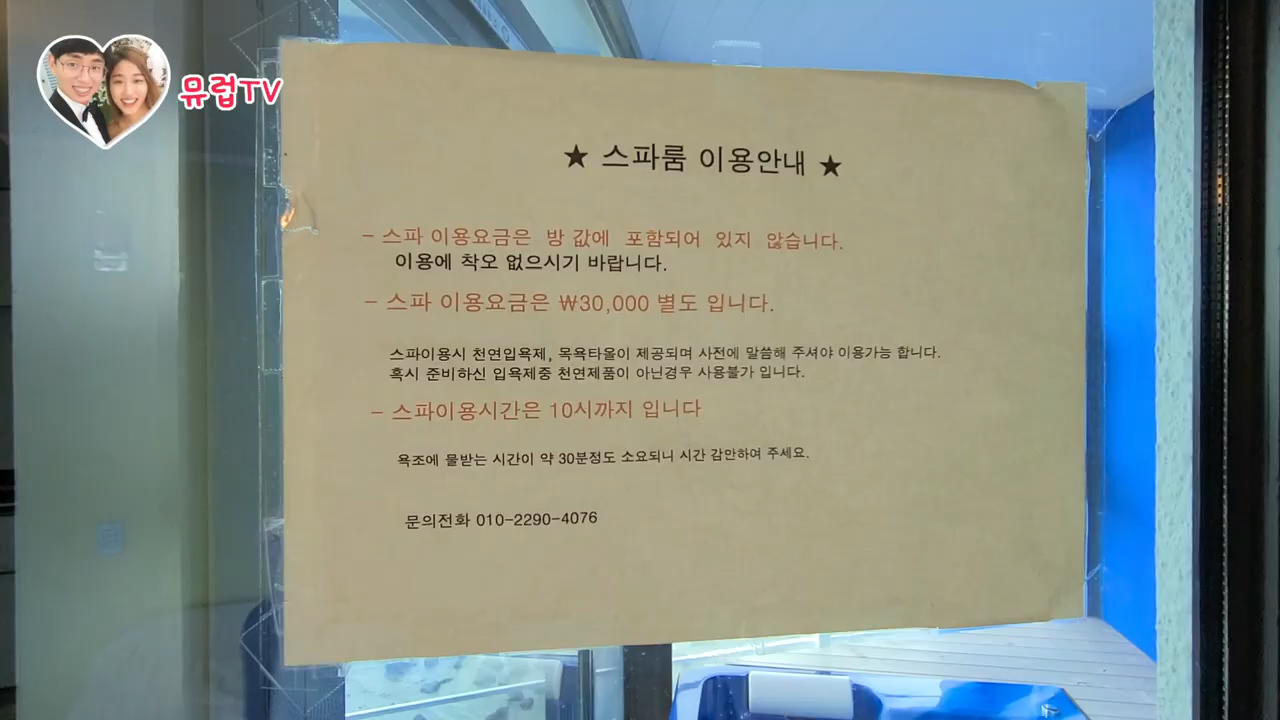 뮤럽TV
★ 스파룸 이용안내 ★
- 스파 이용요금은 방 값에 포함되어 있지 않습니다.
이용에 착오 없으시기 바랍니다.
- 스파 이용요금은 ₩30,000 별도 입니다.
스파이용시 천연입욕제, 목욕타올이 제공되며 사전에 말씀해 주셔야 이용가능 합니다.
혹시 준비하신 입욕제중 천연제품이 아닌경우 사용불가 입니다.
- 스파이용시간은 10시까지 입니다
욕조에 물받는 시간이 약 30분정도 소요되니 시간 감안하여 주세요.
문의전화 010-2290-4076